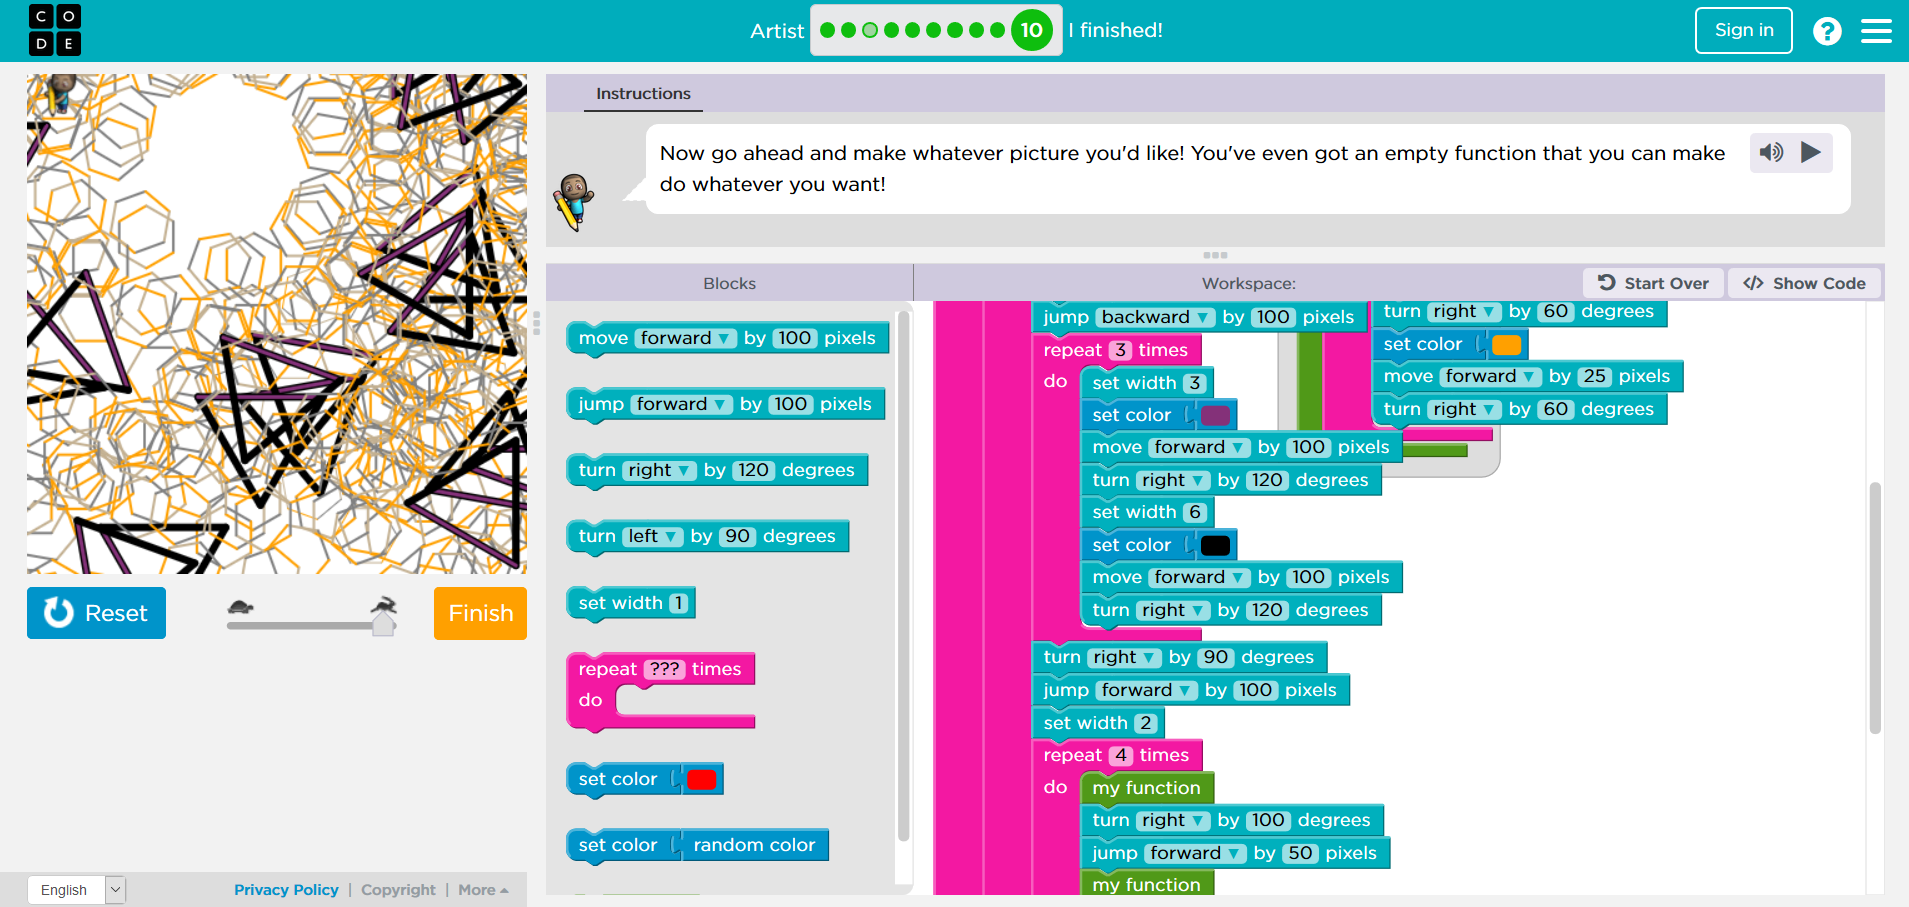 C O
D E
Artist
10
I finished!
Sign in
?
Instructions
Now go ahead and make whatever picture you'd like! You've even got an empty function that you can make
do whatever you want!
Blocks
Workspace:
Start Over
</> Show Code
move forward ▼ by 100 pixels
jump forward ▼ by 100 pixels
turn right ▼ by 120 degrees
turn left ▼ by 90 degrees
set width 1
repeat ??? times
do
set color
set color random color
jump backward ▼ by 100 pixels
repeat 3 times
do
set width 3
set color
move forward ▼ by 100 pixels
turn right ▼ by 120 degrees
set width 6
set color
move forward ▼ by 100 pixels
turn right ▼ by 120 degrees
turn right ▼ by 90 degrees
jump forward ▼ by 100 pixels
set width 2
repeat 4 times
do
my function
turn right ▼ by 100 degrees
jump forward ▼ by 50 pixels
my function
turn right ▼ by 60 degrees
set color
move forward ▼ by 25 pixels
turn right ▼ by 60 degrees
Reset
Finish
English
Privacy Policy | Copyright | More